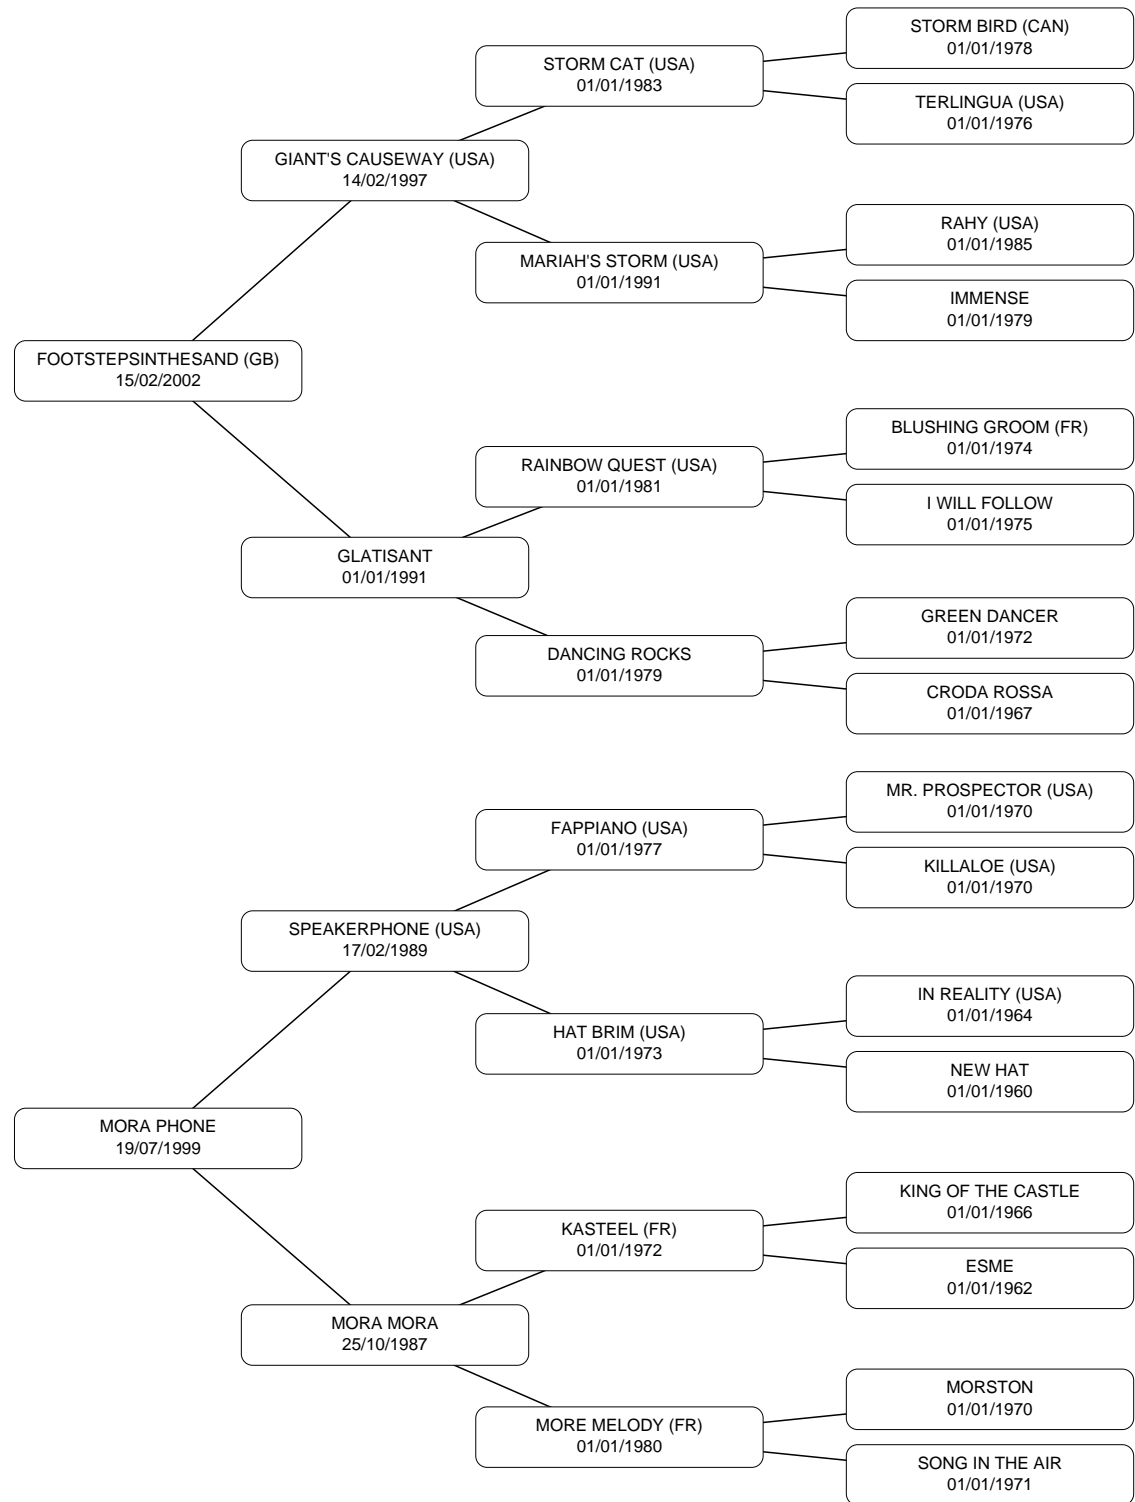 STORM BIRD (CAN)
01/01/1978
STORM CAT (USA)
01/01/1983
TERLINGUA (USA)
01/01/1976
GIANT'S CAUSEWAY (USA)
14/02/1997
RAHY (USA)
01/01/1985
MARIAH'S STORM (USA)
01/01/1991
IMMENSE
01/01/1979
FOOTSTEPSINTHESAND (GB)
15/02/2002
BLUSHING GROOM (FR)
01/01/1974
RAINBOW QUEST (USA)
01/01/1981
I WILL FOLLOW
01/01/1975
GLATISANT
01/01/1991
GREEN DANCER
01/01/1972
DANCING ROCKS
01/01/1979
CRODA ROSSA
01/01/1967
MR. PROSPECTOR (USA)
01/01/1970
FAPPIANO (USA)
01/01/1977
KILLALOE (USA)
01/01/1970
SPEAKERPHONE (USA)
17/02/1989
IN REALITY (USA)
01/01/1964
HAT BRIM (USA)
01/01/1973
NEW HAT
01/01/1960
MORA PHONE
19/07/1999
KING OF THE CASTLE
01/01/1966
KASTEEL (FR)
01/01/1972
ESME
01/01/1962
MORA MORA
25/10/1987
MORSTON
01/01/1970
MORE MELODY (FR)
01/01/1980
SONG IN THE AIR
01/01/1971